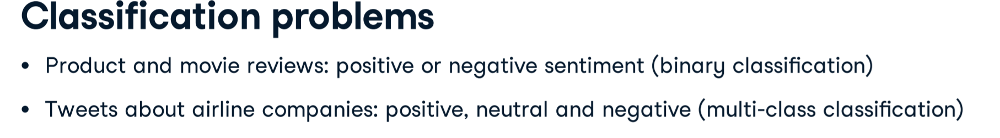 Classification problems
• Product and movie reviews: positive or negative sentiment (binary classification)
• Tweets about airline companies: positive, neutral and negative (multi-class classification)